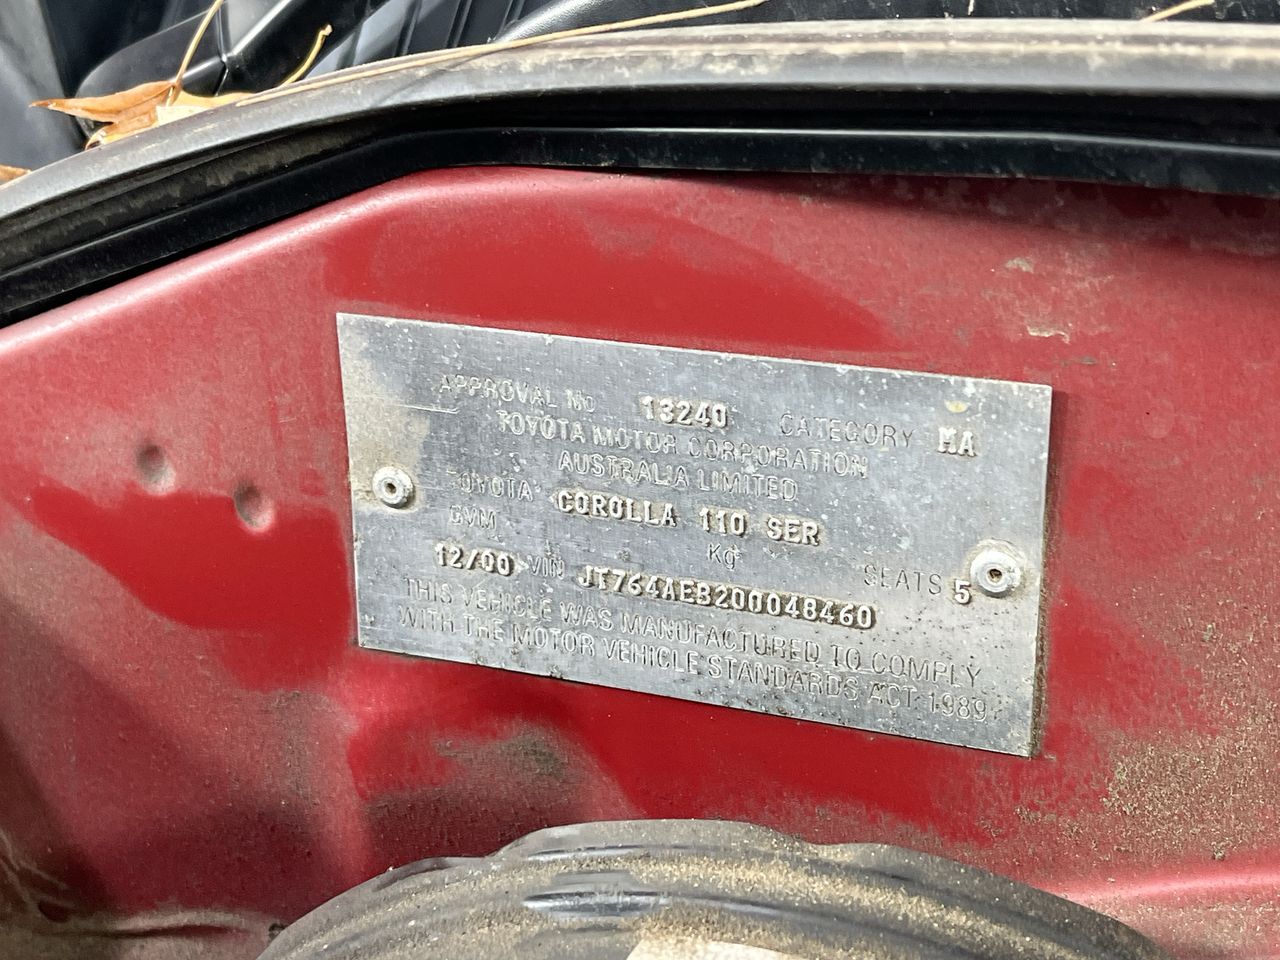 APPROVAL No 13240 CATEGORY MA
TOYOTA MOTOR CORPORATION
AUSTRALIA LIMITED
TOYOTA COROLLA 110 SER
GVM Kg SEATS 5
12/00 VIN JT764AEB200048460
THIS VEHICLE WAS MANUFACTURED TO COMPLY
WITH THE MOTOR VEHICLE STANDARDS ACT 1989